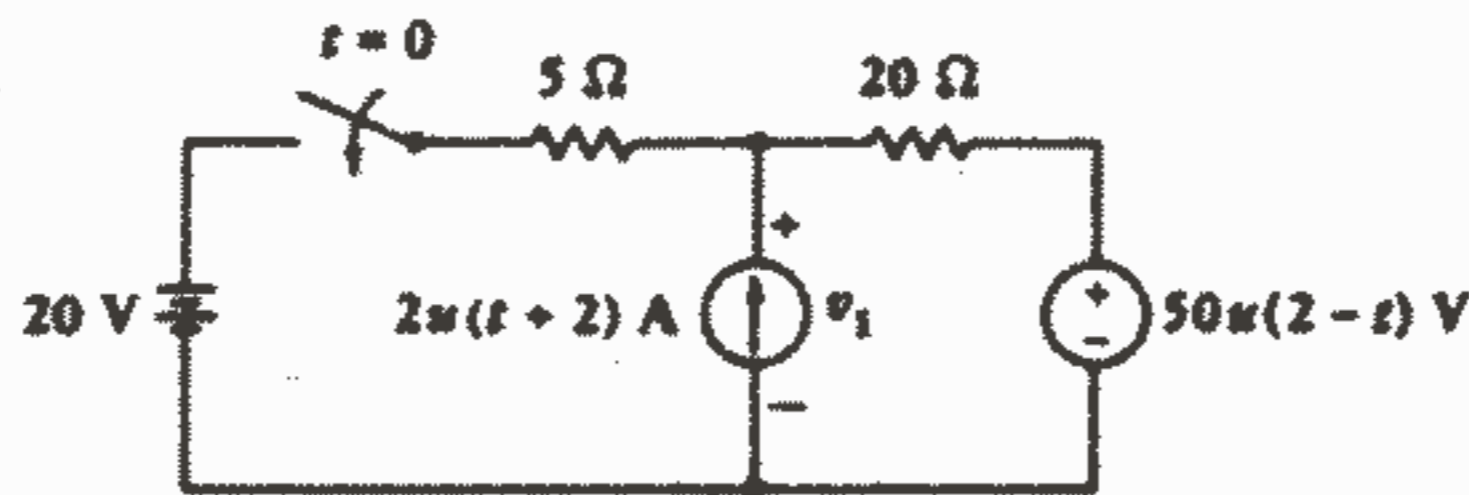 t = 0
5 Ω
20 Ω
+
20 V
2u(t + 2) A
v₁
+
−
50u(2 − t) V
−